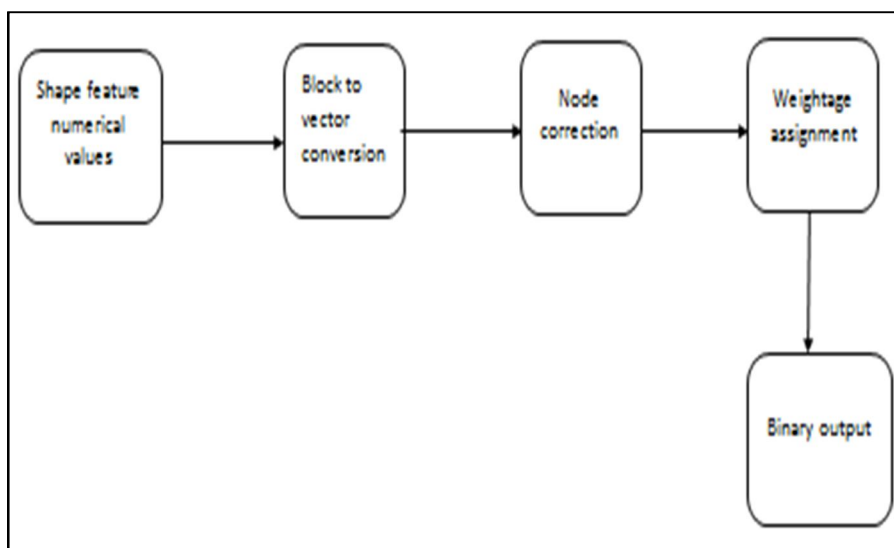 Shape feature
numerical
values
Block to
vector
conversion
Node
correction
Weightage
assignment
Binary output